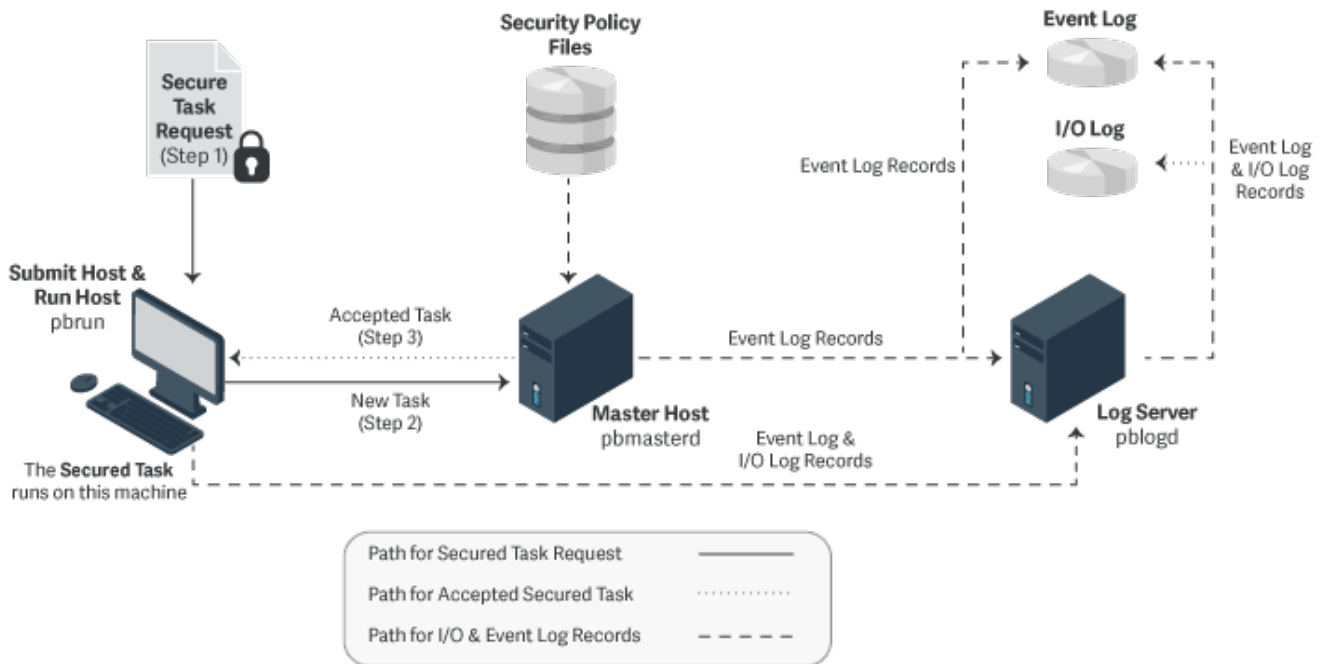 Security Policy
Files
Event Log
Secure
Task
Request
(Step 1)
I/O Log
Event Log Records
Event Log
& I/O Log
Records
Submit Host &
Run Host
pbrun
Accepted Task
(Step 3)
Event Log Records
New Task
(Step 2)
Master Host
pbmasterd
Log Server
pblogd
Event Log &
I/O Log Records
The Secured Task
runs on this machine
Path for Secured Task Request
Path for Accepted Secured Task
Path for I/O & Event Log Records